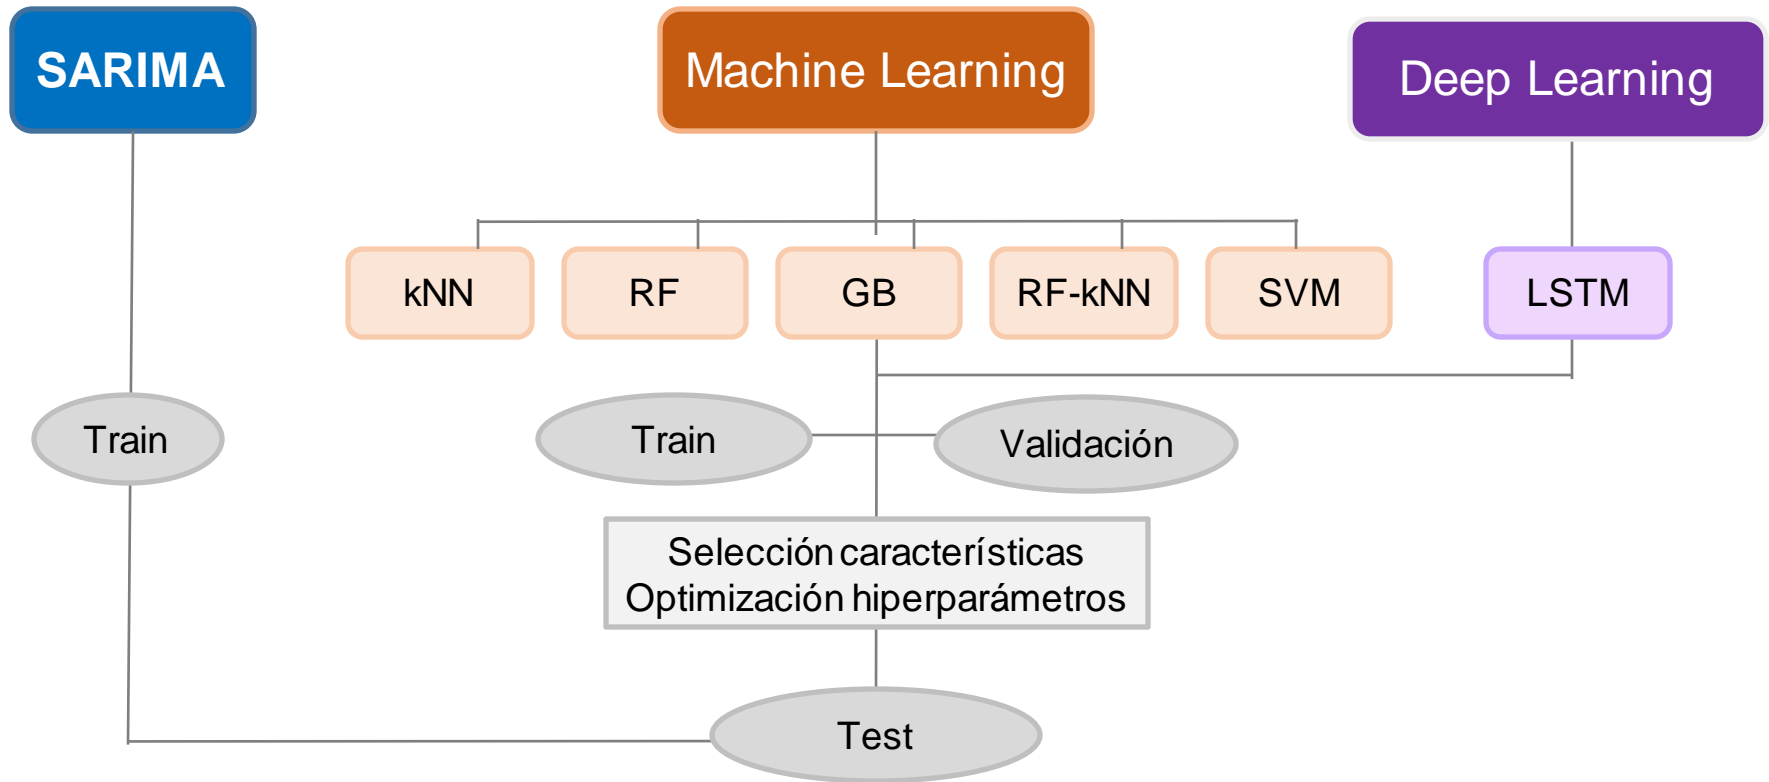 SARIMA
Machine Learning
Deep Learning
kNN
RF
GB
RF-kNN
SVM
LSTM
Train
Train
Validación
Selección características
Optimización hiperparámetros
Test